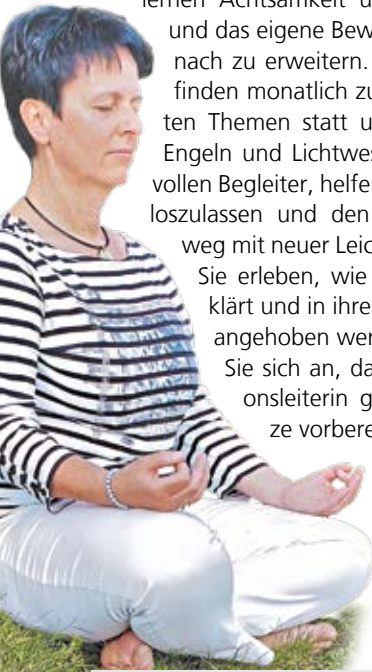 lernen Achtsamkeit u
und das eigene Bew
nach zu erweitern.
finden monatlich zu
ten Themen statt u
Engeln und Lichtwes
vollen Begleiter, helfe
loszulassen und den
weg mit neuer Leic
Sie erleben, wie
klärt und in ihre
angehoben wer
Sie sich an, da
onsleiterin g
ze vorbere